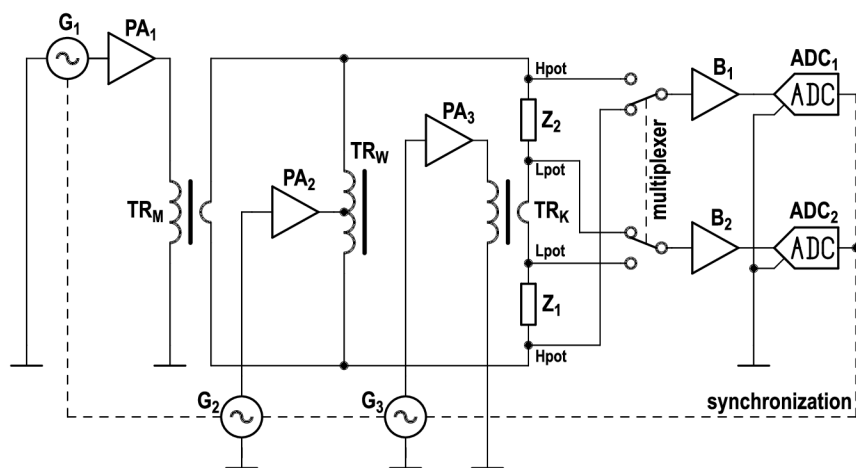 G1
PA1
TRM
PA2
TRW
PA3
TRK
Hpot
Z2
Lpot
Lpot
Z1
Hpot
multiplexer
B1
ADC1
ADC
B2
ADC2
ADC
G2
G3
synchronization